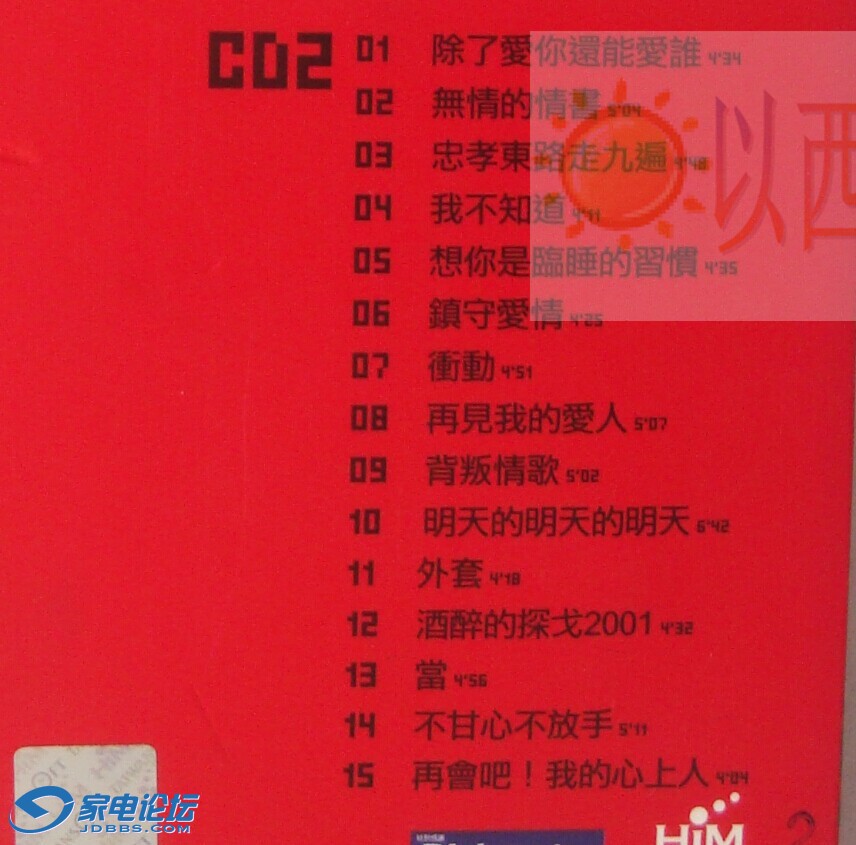 CD2
01 除了愛你還能愛誰 4'34
02 無情的情書 5'04
03 忠孝東路走九遍 4'48
04 我不知道 4'11
05 想你是臨睡的習慣 4'35
06 鎮守愛情 4'25
07 衝動 4'51
08 再見我的愛人 5'07
09 背叛情歌 5'02
10 明天的明天的明天 6'42
11 外套 4'18
12 酒醉的探戈2001 4'32
13 當 4'56
14 不甘心不放手 5'11
15 再會吧！我的心上人 4'04
以西
家电论坛
JDBBS.COM
HIM